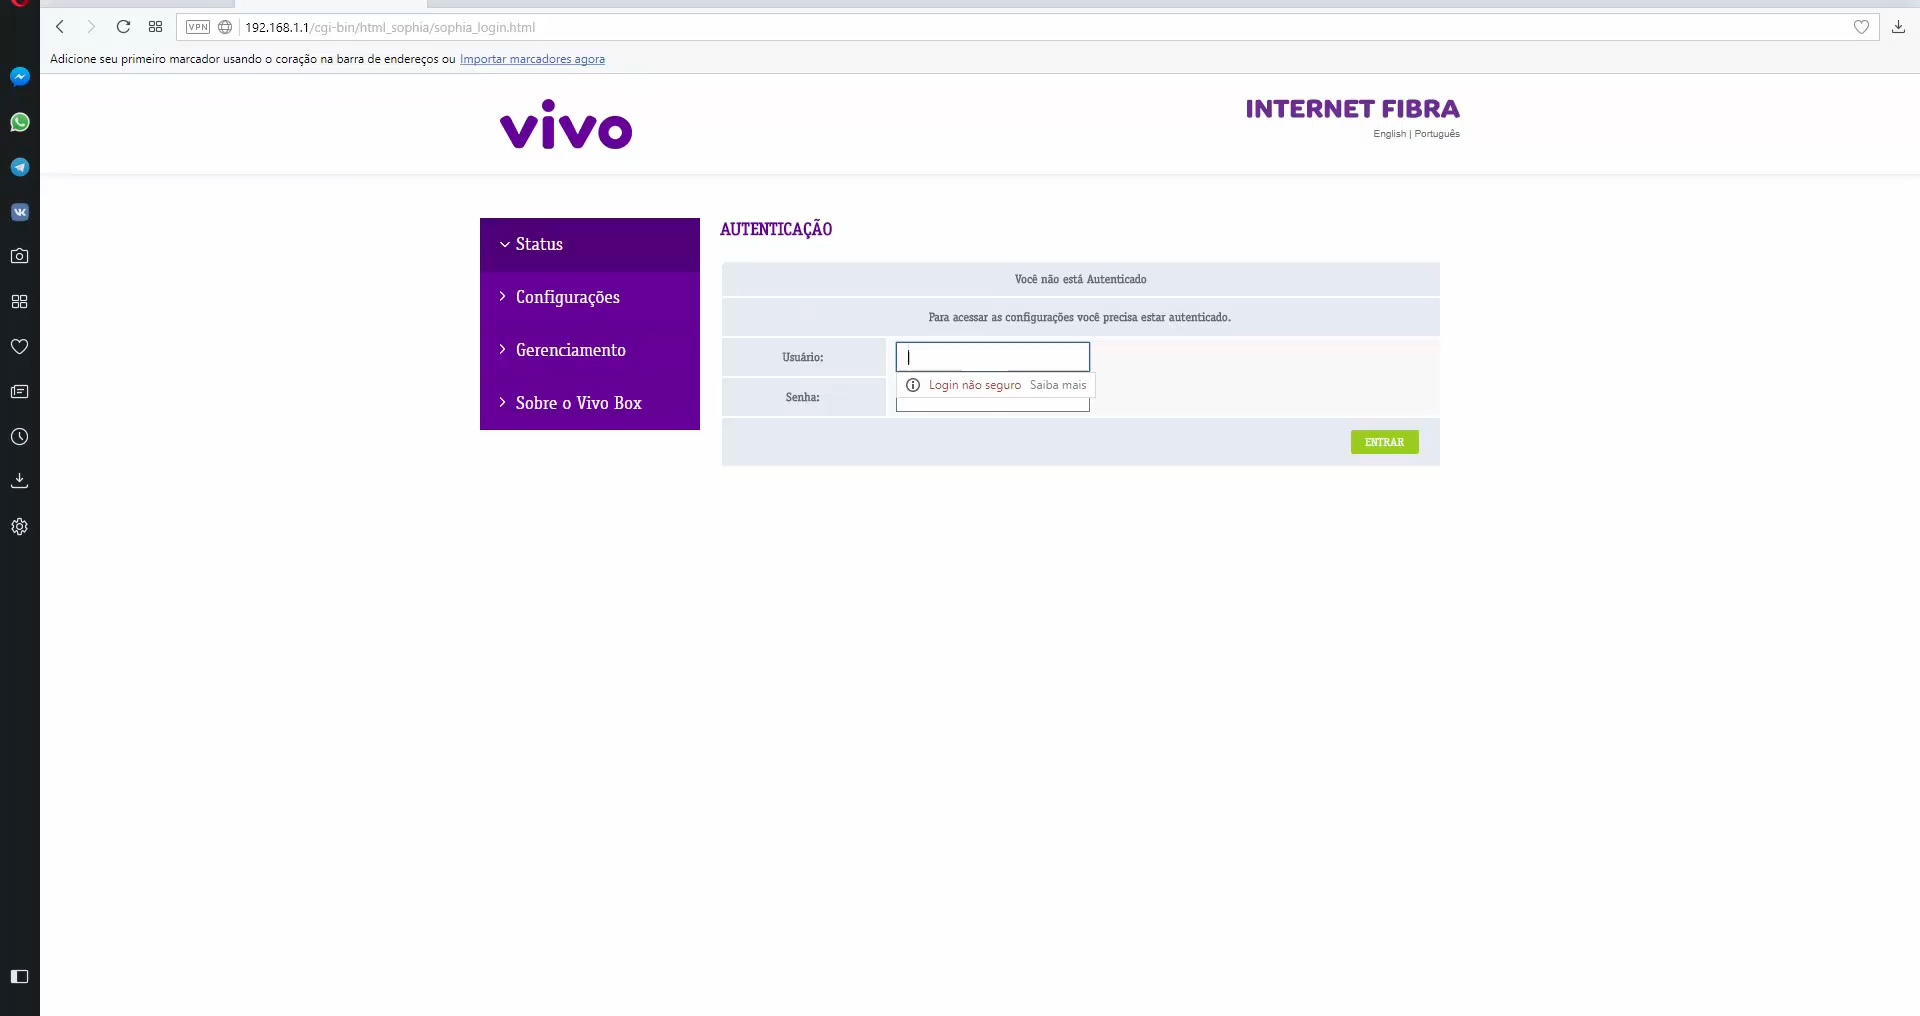 VPN 192.168.1.1/cgi-bin/html_sophia/sophia_login.html
Adicione seu primeiro marcador usando o coração na barra de endereços ou Importar marcadores agora
vivo
INTERNET FIBRA
English | Português
Status
Configurações
Gerenciamento
Sobre o Vivo Box
AUTENTICAÇÃO
Você não está Autenticado
Para acessar as configurações você precisa estar autenticado.
Usuário:
Login não seguro Saiba mais
Senha:
ENTRAR